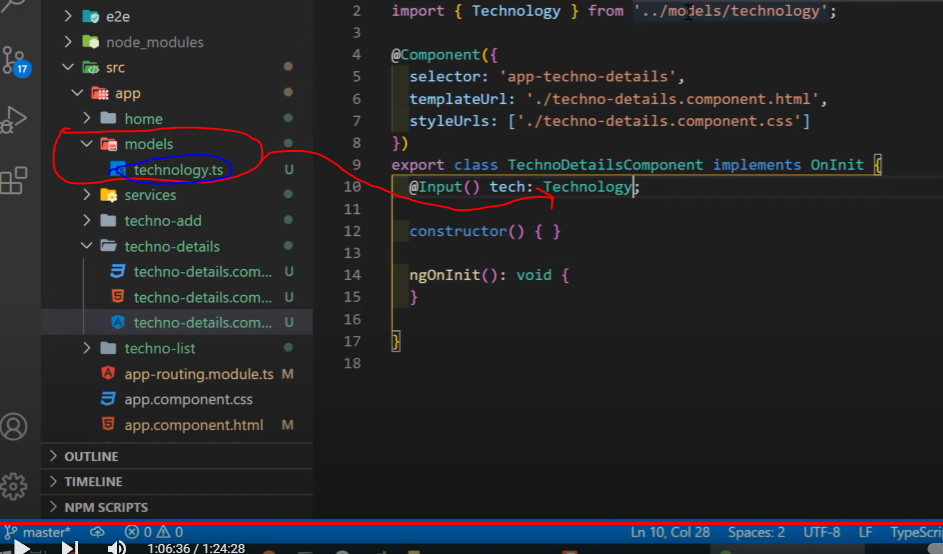 e2e
node_modules
src
app
home
models
technology.ts U
services
techno-add
techno-details
techno-details.com... U
techno-details.com... U
techno-details.com... U
techno-list
app-routing.module.ts M
app.component.css
app.component.html M
OUTLINE
TIMELINE
NPM SCRIPTS
17
2 import { Technology } from '../models/technology';
3
4 @Component({
5 selector: 'app-techno-details',
6 templateUrl: './techno-details.component.html',
7 styleUrls: ['./techno-details.component.css']
8 })
9 export class TechnoDetailsComponent implements OnInit {
10 @Input() tech: Technology;
11
12 constructor() { }
13
14 ngOnInit(): void {
15 }
16
17 }
18
master* 0 0 Ln 10, Col 28 Spaces: 2 UTF-8 LF TypeScri
1:06:36 / 1:24:28